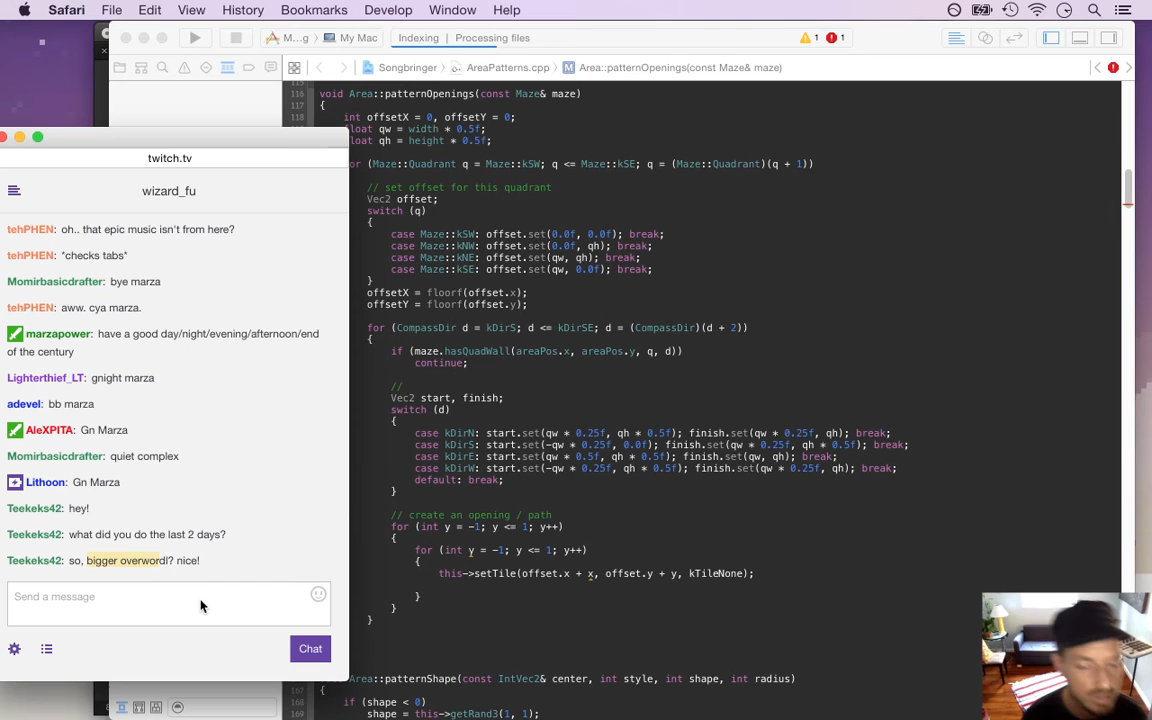 Safari File Edit View History Bookmarks Develop Window Help
M...g My Mac Indexing Processing files 1 1
Songbringer AreaPatterns.cpp M Area::patternOpenings(const Maze& maze)
116 void Area::patternOpenings(const Maze& maze)
117 {
118 int offsetX = 0, offsetY = 0;
float qw = width * 0.5f;
float qh = height * 0.5f;
for (Maze::Quadrant q = Maze::kSW; q <= Maze::kSE; q = (Maze::Quadrant)(q + 1))
// set offset for this quadrant
Vec2 offset;
switch (q)
{
case Maze::kSW: offset.set(0.0f, 0.0f); break;
case Maze::kNW: offset.set(0.0f, qh); break;
case Maze::kNE: offset.set(qw, qh); break;
case Maze::kSE: offset.set(qw, 0.0f); break;
}
offsetX = floorf(offset.x);
offsetY = floorf(offset.y);
for (CompassDir d = kDirS; d <= kDirSE; d = (CompassDir)(d + 2))
{
if (maze.hasQuadWall(areaPos.x, areaPos.y, q, d))
continue;
//
Vec2 start, finish;
switch (d)
{
case kDirN: start.set(qw * 0.25f, qh * 0.5f); finish.set(qw * 0.25f, qh); break;
case kDirS: start.set(-qw * 0.25f, 0.0f); finish.set(qw * 0.25f, qh * 0.5f); break;
case kDirE: start.set(qw * 0.5f, qh * 0.25f); finish.set(qw, qh * 0.25f); break;
case kDirW: start.set(-qw * 0.25f, qh * 0.5f); finish.set(qw * 0.25f, qh * 0.5f); break;
default: break;
}
// create an opening / path
for (int y = -1; y <= 1; y++)
{
for (int y = -1; y <= 1; y++)
{
this->setTile(offset.x + x, offset.y + y, kTileNone);
}
}
}
void Area::patternShape(const IntVec2& center, int style, int shape, int radius)
167 {
168 if (shape < 0)
169 shape = this->getRand3(1, 1);
twitch.tv
wizard_fu
tehPHEN: oh.. that epic music isn't from here?
tehPHEN: *checks tabs*
Momirbasicdrafter: bye marza
tehPHEN: aww. cya marza.
marzapower: have a good day/night/evening/afternoon/end
of the century
Lighterthief_LT: gnight marza
adevel: bb marza
AleXPITA: Gn Marza
Momirbasicdrafter: quiet complex
Lithoon: Gn Marza
Teekeks42: hey!
Teekeks42: what did you do the last 2 days?
Teekeks42: so, bigger overwordl? nice!
Send a message
Chat